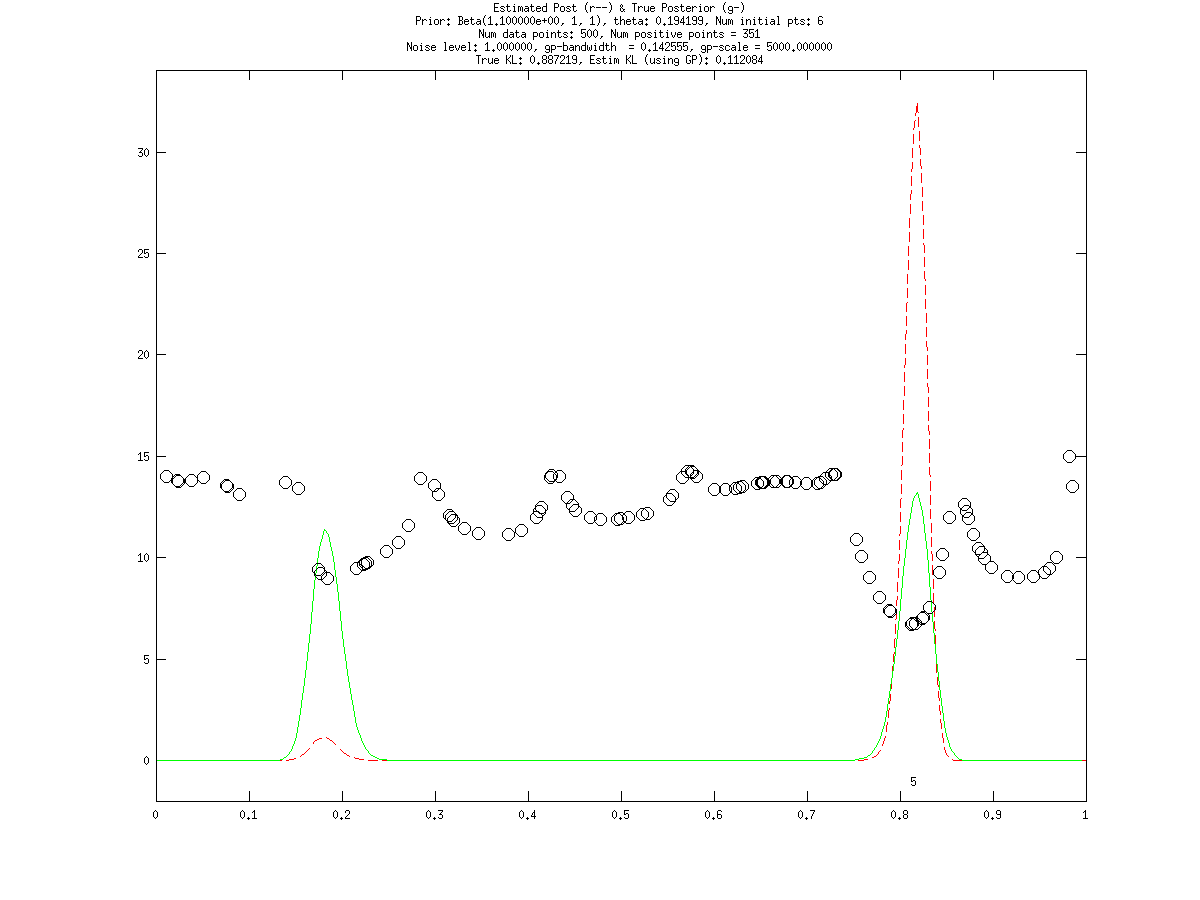 Estimated Post (r--) & True Posterior (g-)
Prior: Beta(1.100000e+00, 1, 1), theta: 0.194199, Num initial pts: 6
Num data points: 500, Num positive points = 351
Noise level: 1.000000, gp-bandwidth  = 0.142555, gp-scale = 5000.000000
True KL: 0.887219, Estim KL (using GP): 0.112084
30
25
20
15
10
5
0
5
0 0.1 0.2 0.3 0.4 0.5 0.6 0.7 0.8 0.9 1